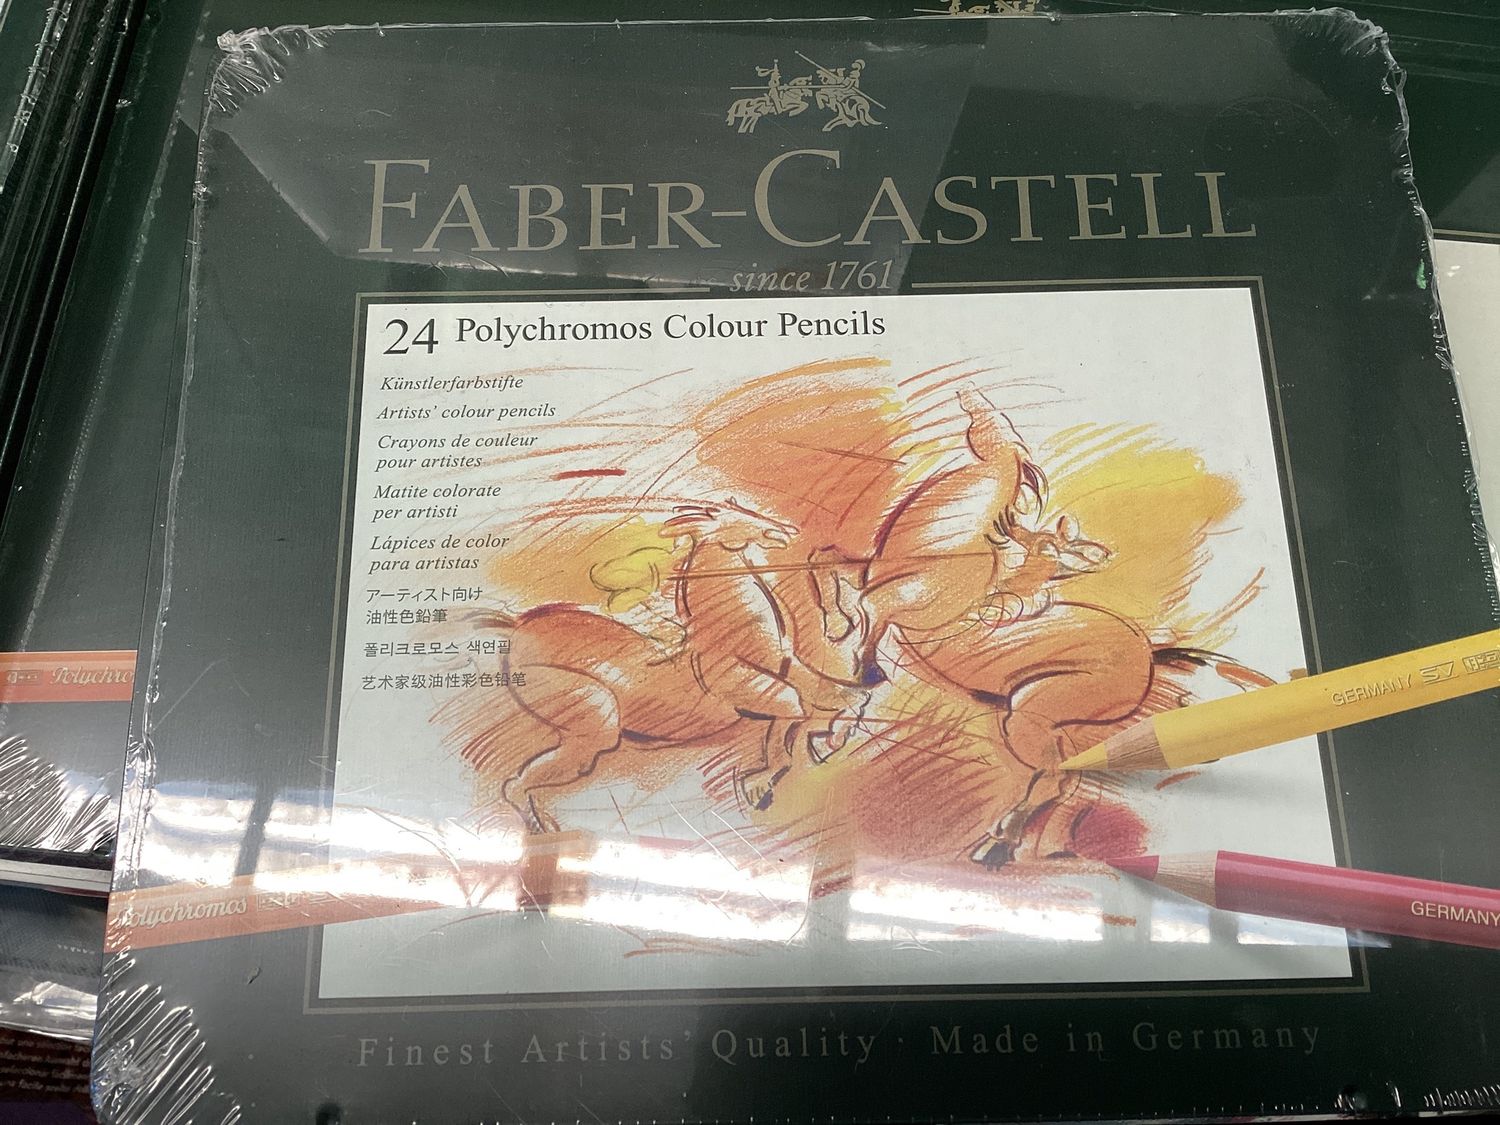 FABER-CASTELL
since 1761
24 Polychromos Colour Pencils
Künstlerfarbstifte
Artists' colour pencils
Crayons de couleur
pour artistes
Matite colorate
per artisti
Lápices de color
para artistas
アーティスト向け
油性色鉛筆
폴리크로모스 색연필
艺术家级油性彩色铅笔
GERMANY SV
Polychro
Polychromos
GERMANY
Finest Artists' Quality · Made in Germany